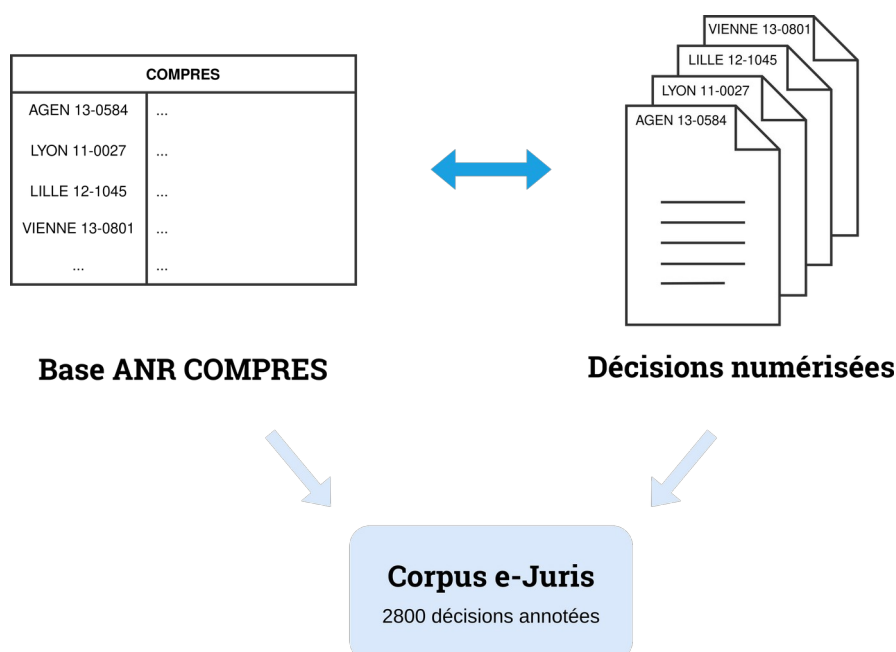 COMPRES
AGEN 13-0584 ...
LYON 11-0027 ...
LILLE 12-1045 ...
VIENNE 13-0801 ...
... ...
VIENNE 13-0801
LILLE 12-1045
LYON 11-0027
AGEN 13-0584
Base ANR COMPRES
Décisions numérisées
Corpus e-Juris
2800 décisions annotées